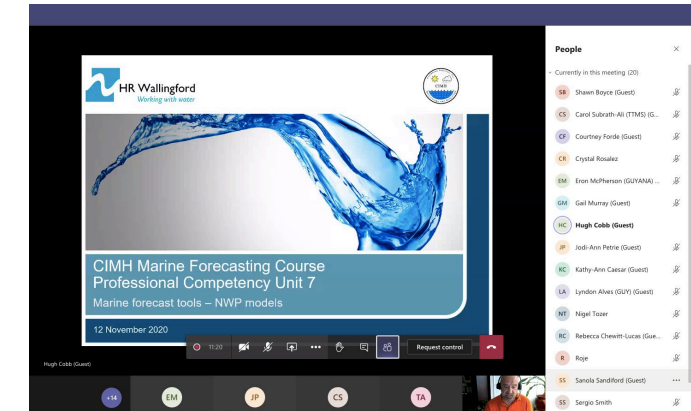 HR Wallingford
Working with water
CIMH
CIMH Marine Forecasting Course
Professional Competency Unit 7
Marine forecast tools – NWP models
12 November 2020
11:20
Request control
Hugh Cobb (Guest)
+14
EM
JP
CS
TA
People
Currently in this meeting (20)
SB Shawn Boyce (Guest)
CS Carol Subrath-Ali (TTMS) (G...
CF Courtney Forde (Guest)
CR Crystal Rosalez
EM Eron McPherson (GUYANA) ...
GM Gail Murray (Guest)
HC Hugh Cobb (Guest)
JP Jodi-Ann Petrie (Guest)
KC Kathy-Ann Caesar (Guest)
LA Lyndon Alves (GUY) (Guest)
NT Nigel Tozer
RC Rebecca Chewitt-Lucas (Gue...
R Roje
SS Sanola Sandiford (Guest)
SS Sergio Smith